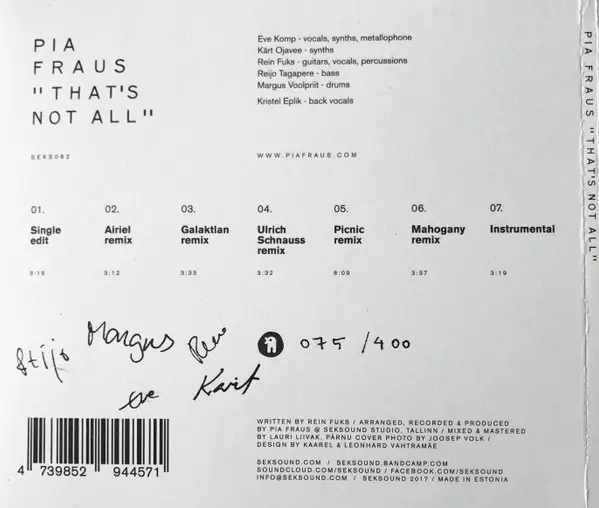 PIA
FRAUS
"THAT'S
NOT ALL"
Eve Komp - vocals, synths, metallophone
Kärt Ojavee - synths
Rein Fuks - guitars, vocals, percussions
Reijo Tagapere - bass
Margus Voolpriit - drums
Kristel Eplik - back vocals
SEKS062
WWW.PIAFRAUS.COM
01.
Single
edit
3:19
02.
Airiel
remix
3:12
03.
Galaktlan
remix
3:33
04.
Ulrich
Schnauss
remix
3:32
05.
Picnic
remix
6:09
06.
Mahogany
remix
3:57
07.
Instrumental
3:19
Margus Rein
075 /400
eve
WRITTEN BY REIN FUKS / ARRANGED, RECORDED & PRODUCED
BY PIA FRAUS @ SEKSOUND STUDIO, TALLINN / MIXED & MASTERED
BY LAURI LIIVAK, PÄRNU COVER PHOTO BY JOOSEP VOLK /
DESIGN BY KAAREL & LEONHARD VAHTRAMÄE
SEKSOUND.COM / SEKSOUND.BANDCAMP.COM
SOUNDCLOUD.COM/SEKSOUND / FACEBOOK.COM/SEKSOUND
INFO@SEKSOUND.COM / SEKSOUND 2017 / MADE IN ESTONIA
4 739852 944571
PIA FRAUS "THAT'S NOT ALL"